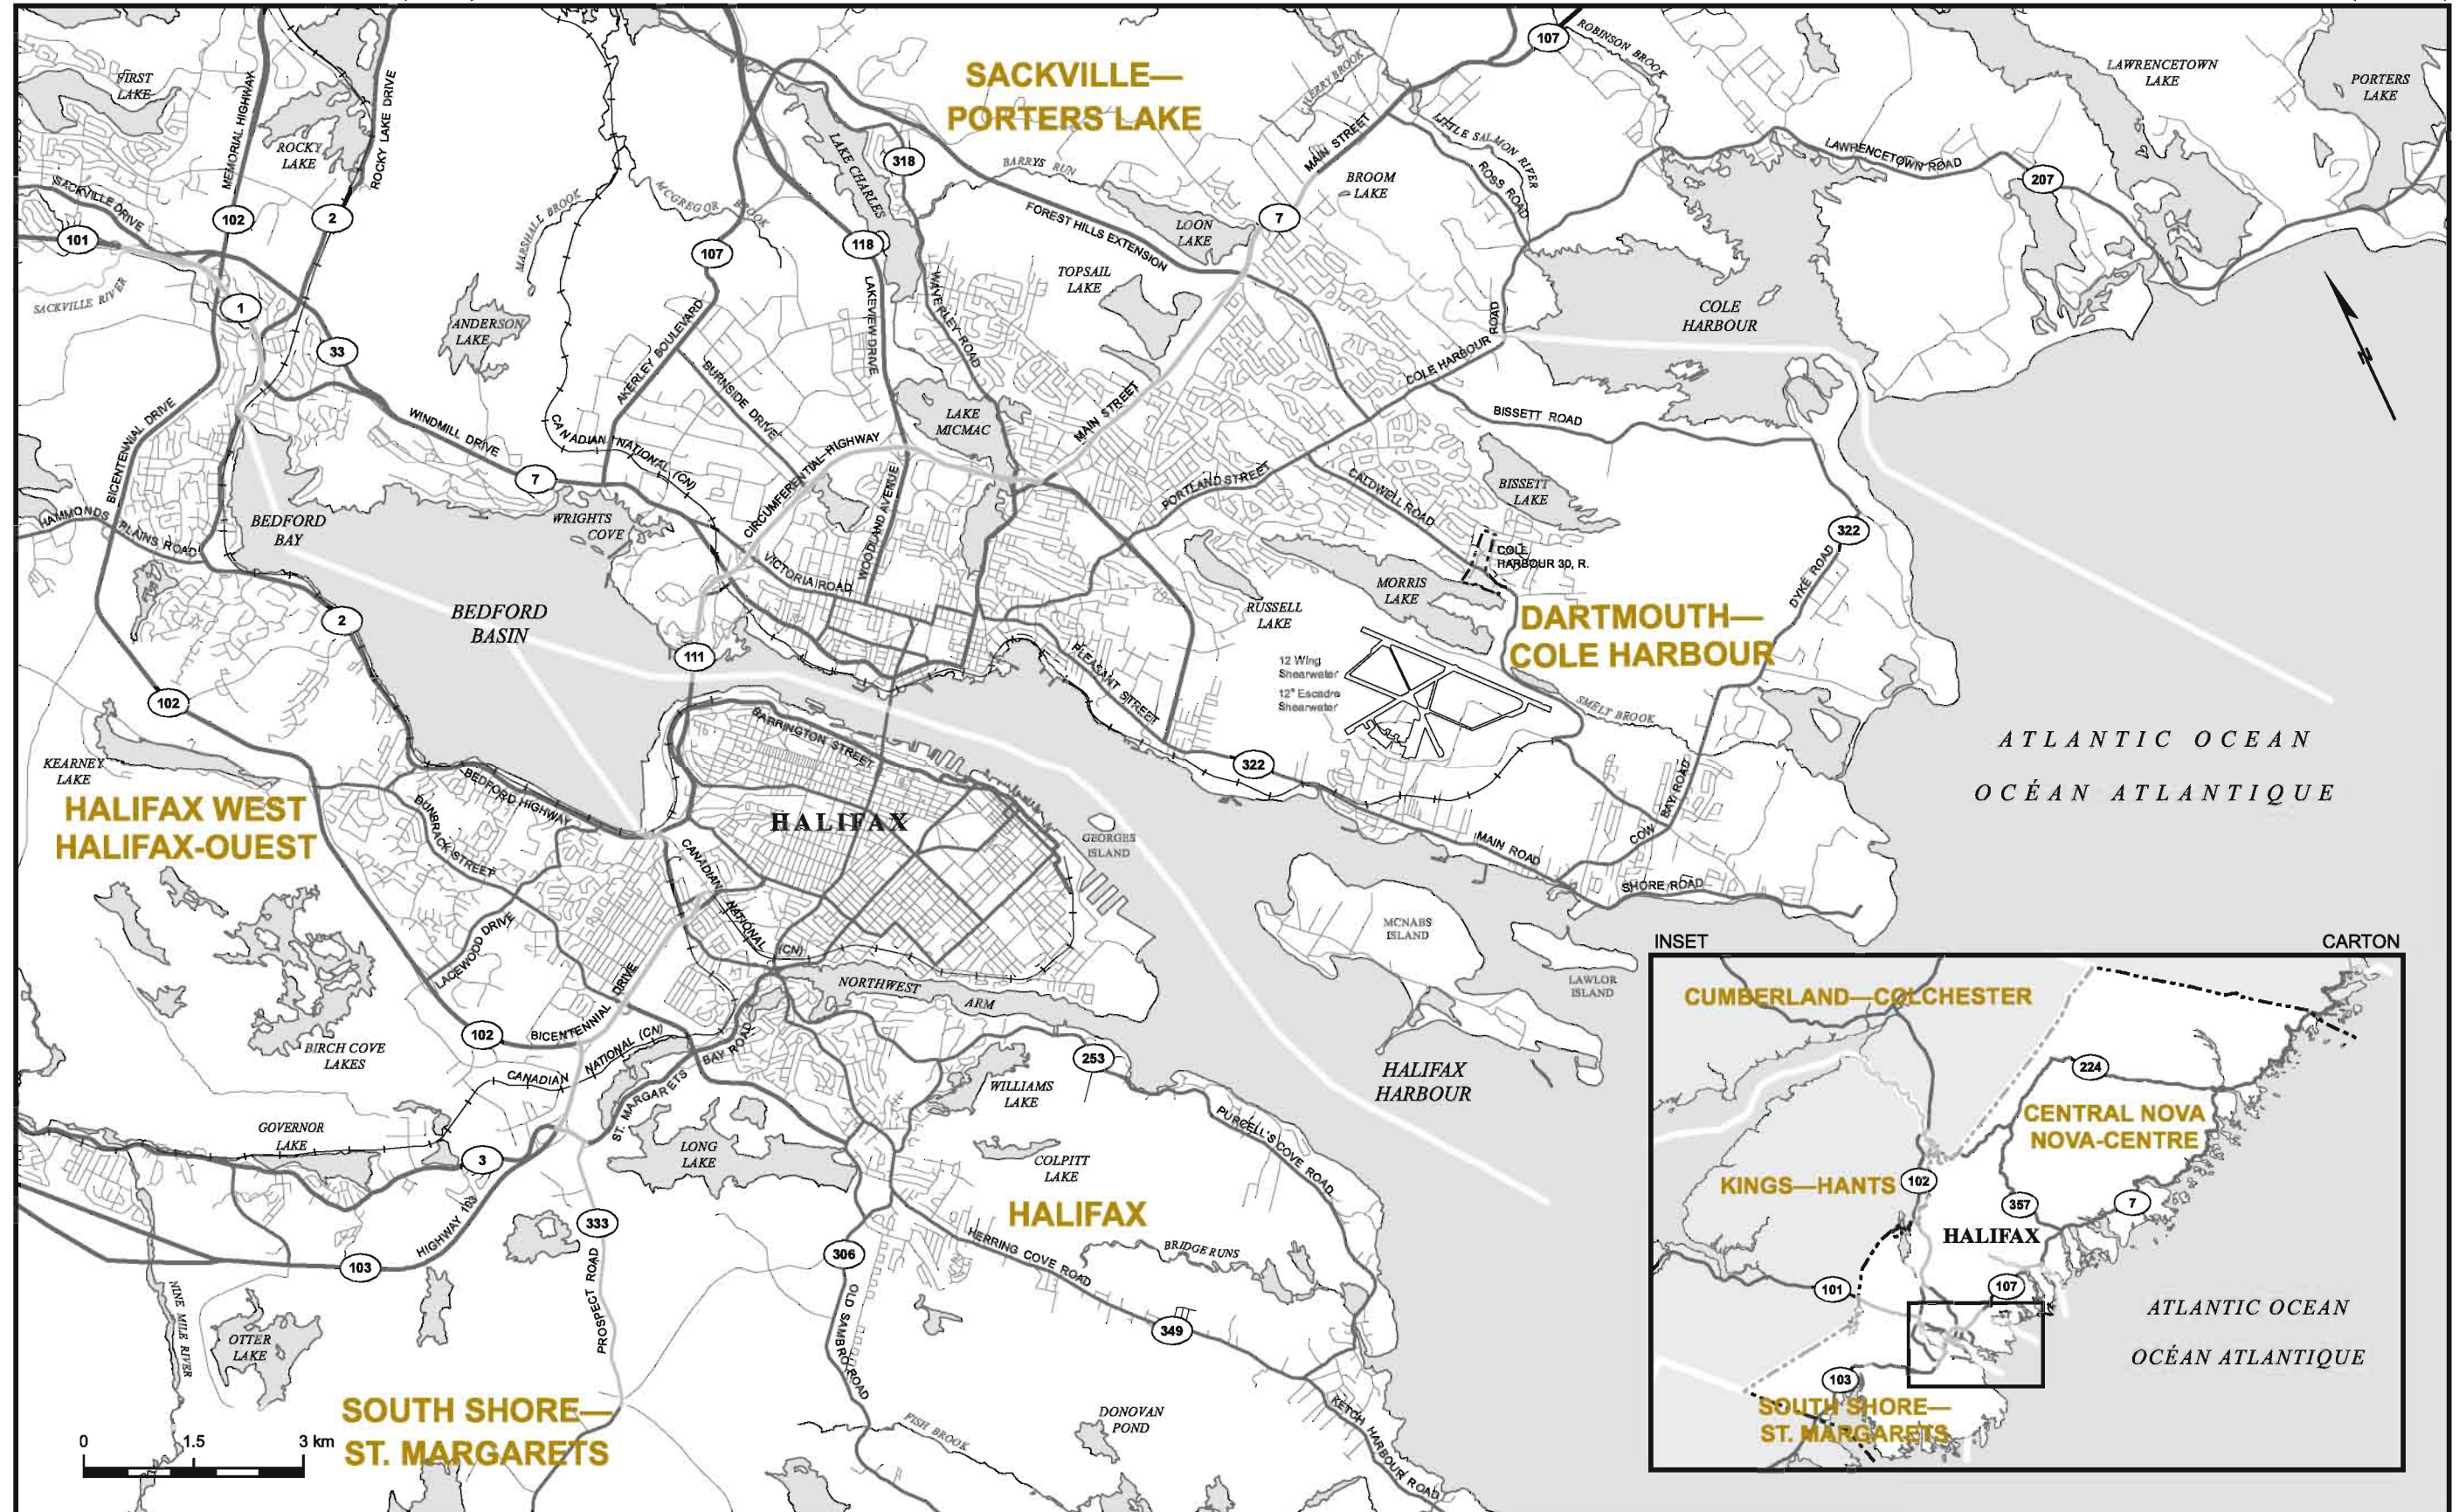 FIRST
LAKE
MEMORIAL HIGHWAY
ROCKY
LAKE
ROCKY LAKE DRIVE
SACKVILLE DRIVE
102
2
101
SACKVILLE RIVER
1
33
MARSHALL BROOK
MCGREGOR BROOK
ANDERSON
LAKE
107
AKERLEY BOULEVARD
BURNSIDE DRIVE
118
LAKEVIEW DRIVE
LAKE CHARLES
318
WAVERLEY ROAD
SACKVILLE—
PORTERS LAKE
BARRYS RUN
FOREST HILLS EXTENSION
LOON
LAKE
TOPSAIL
LAKE
CHERRY BROOK
MAIN STREET
7
BROOM
LAKE
107
ROBINSON BROOK
LITTLE SALMON RIVER
ROSS ROAD
LAWRENCETOWN ROAD
207
LAWRENCETOWN
LAKE
PORTERS
LAKE
COLE
HARBOUR
N
COLE HARBOUR ROAD
BISSETT ROAD
BICENTENNIAL DRIVE
HAMMONDS PLAINS ROAD
WINDMILL DRIVE
7
CANADIAN NATIONAL (CN)
CIRCUMFERENTIAL HIGHWAY
LAKE
MICMAC
MAIN STREET
WOODLAND AVENUE
VICTORIA ROAD
PORTLAND STREET
CALDWELL ROAD
BISSETT
LAKE
322
DYKE ROAD
BEDFORD
BAY
WRIGHTS
COVE
BEDFORD
BASIN
2
111
COLE
HARBOUR 30, R.
MORRIS
LAKE
RUSSELL
LAKE
DARTMOUTH—
COLE HARBOUR
12 Wing
Shearwater
12e Escadre
Shearwater
PLEASANT STREET
SMELT BROOK
102
KEARNEY
LAKE
HALIFAX WEST
HALIFAX-OUEST
BEDFORD HIGHWAY
DUNBRACK STREET
BARRINGTON STREET
HALIFAX
GEORGES
ISLAND
322
MAIN ROAD
COW BAY ROAD
SHORE ROAD
ATLANTIC OCEAN
OCÉAN ATLANTIQUE
CANADIAN NATIONAL (CN)
LACEWOOD DRIVE
NORTHWEST ARM
MCNABS
ISLAND
LAWLOR
ISLAND
102
BICENTENNIAL DRIVE
BIRCH COVE
LAKES
CANADIAN NATIONAL (CN)
ST. MARGARETS BAY ROAD
WILLIAMS
LAKE
253
HALIFAX
HARBOUR
PURCELL'S COVE ROAD
GOVERNOR
LAKE
3
LONG
LAKE
COLPITT
LAKE
HALIFAX
333
306
HIGHWAY 103
103
PROSPECT ROAD
OLD SAMBRO ROAD
HERRING COVE ROAD
BRIDGE RUNS
349
NINE MILE RIVER
OTTER
LAKE
SOUTH SHORE—
ST. MARGARETS
FISH BROOK
DONOVAN
POND
KETCH HARBOUR ROAD
0 1.5 3 km
INSET CARTON
CUMBERLAND—COLCHESTER
224
CENTRAL NOVA
NOVA-CENTRE
KINGS—HANTS
102
357
7
HALIFAX
101
107
ATLANTIC OCEAN
OCÉAN ATLANTIQUE
103
SOUTH SHORE—
ST. MARGARETS